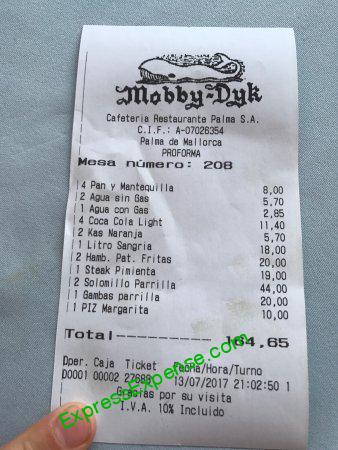 Mobby-Dyk
Cafeteria Restaurante Palma S.A.
C.I.F.: A-07026354
Palma de Mallorca
PROFORMA
Mesa número: 208
4 Pan y Mantequilla 8,00
2 Agua sin Gas 5,70
1 Agua con Gas 2,85
4 Coca Cola Light 11,40
2 Kas Naranja 5,70
1 Litro Sangria 18,00
2 Hamb. Pat. Fritas 20,00
1 Steak Pimienta 19,00
2 Solomillo Parrilla 44,00
1 Gambas parrilla 20,00
1 PIZ Margarita 10,00
Total---------- 164,65
Oper. Caja Ticket Fecha/Hora/Turno
D0001 00002 13/07/2017 21:02:50 1
Gracias por su visita
I.V.A. 10% Incluido
ExpressExpense.com